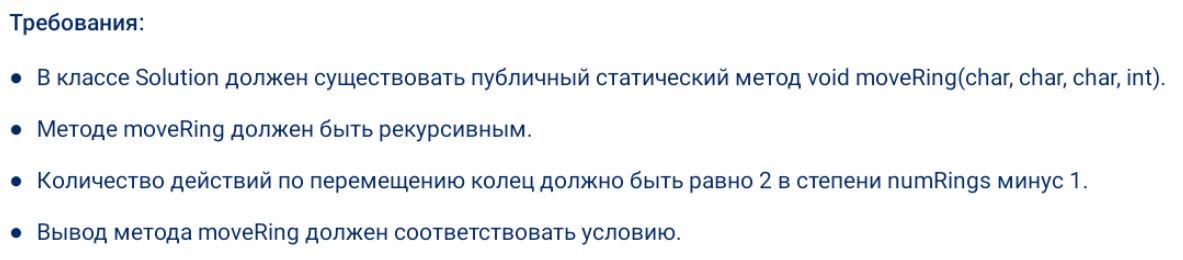 Требования:
● В классе Solution должен существовать публичный статический метод void moveRing(char, char, char, int).
● Методе moveRing должен быть рекурсивным.
● Количество действий по перемещению колец должно быть равно 2 в степени numRings минус 1.
● Вывод метода moveRing должен соответствовать условию.